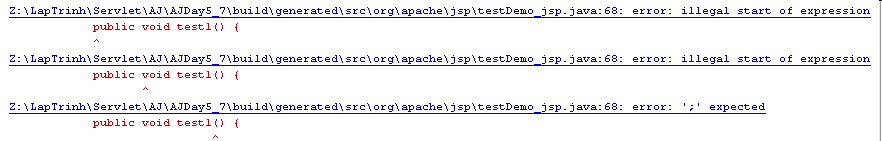 Z:\LapTrinh\Servlet\AJ\AJDay5_7\build\generated\src\org\apache\jsp\testDemo_jsp.java:68: error: illegal start of expression
public void test1() {
^
Z:\LapTrinh\Servlet\AJ\AJDay5_7\build\generated\src\org\apache\jsp\testDemo_jsp.java:68: error: illegal start of expression
public void test1() {
^
Z:\LapTrinh\Servlet\AJ\AJDay5_7\build\generated\src\org\apache\jsp\testDemo_jsp.java:68: error: ';' expected
public void test1() {
^